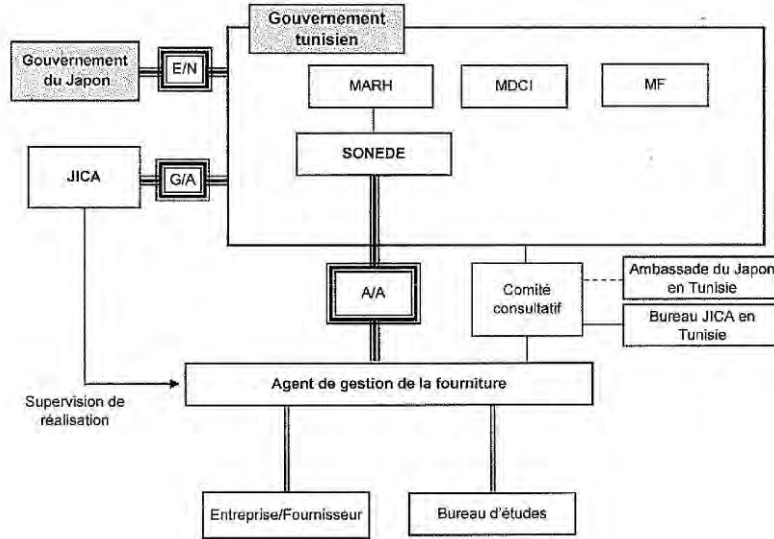 Gouvernement
tunisien
Gouvernement
du Japon
E/N
MARH
MDCI
MF
SONEDE
JICA
G/A
A/A
Comité
consultatif
Ambassade du Japon
en Tunisie
Bureau JICA en
Tunisie
Agent de gestion de la fourniture
Supervision de
réalisation
Entreprise/Fournisseur
Bureau d'études